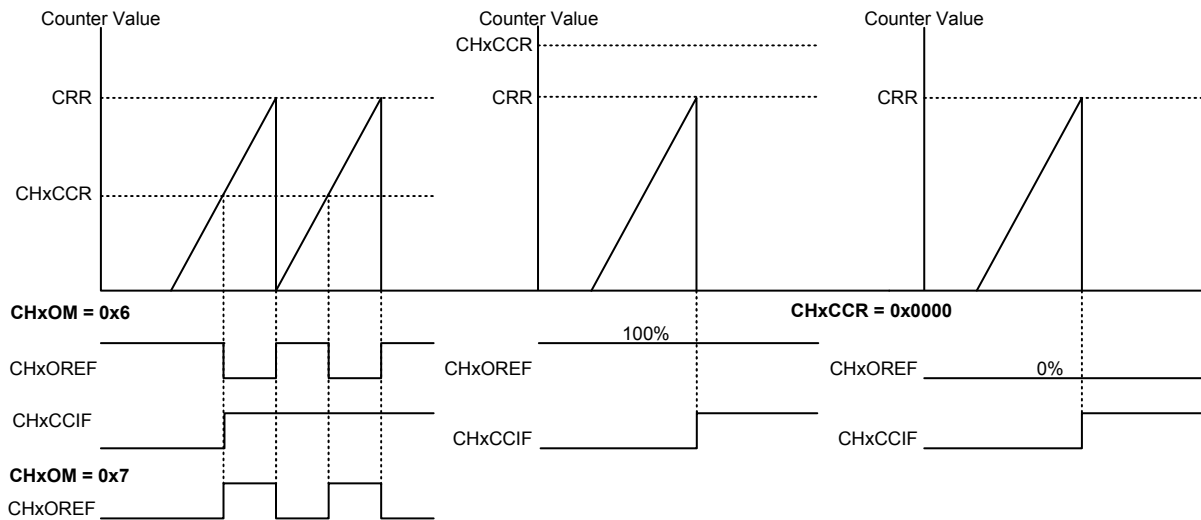 Counter Value
CRR
CHxCCR
CHxOM = 0x6
CHxOREF
CHxCCIF
CHxOM = 0x7
CHxOREF
Counter Value
CHxCCR
CRR
100%
CHxOREF
CHxCCIF
Counter Value
CRR
CHxCCR = 0x0000
CHxOREF
0%
CHxCCIF